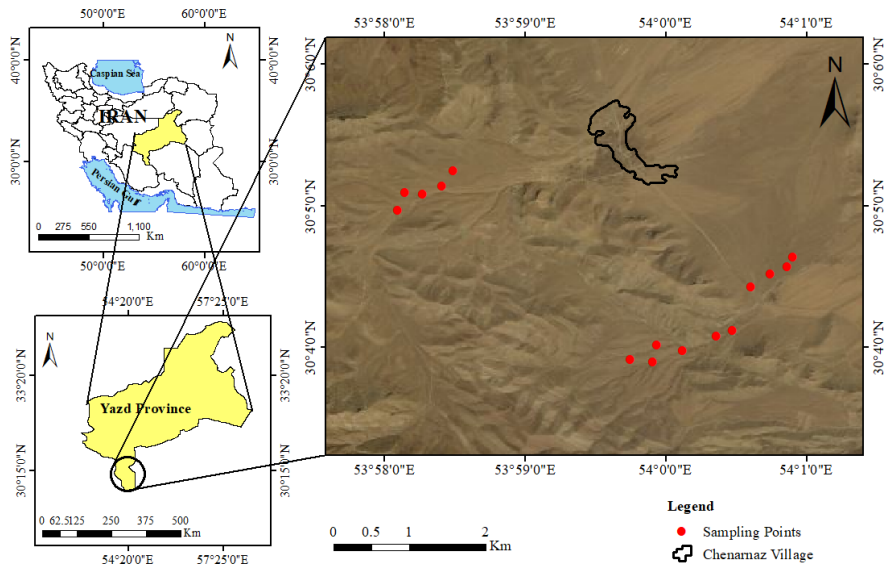 50°0'0"E
60°0'0"E
40°0'0"N
30°0'0"N
N
Caspian Sea
IRAN
Persian Gulf
0 275 550 1,100
Km
40°0'0"N
30°0'0"N
50°0'0"E
60°0'0"E
54°20'0"E
57°25'0"E
N
33°20'0"N
30°15'0"N
Yazd Province
33°20'0"N
30°15'0"N
0 62.5 125 250 375 500
Km
54°20'0"E
57°25'0"E
53°58'0"E
53°59'0"E
54°0'0"E
54°1'0"E
30°6'0"N
30°5'0"N
30°4'0"N
N
30°6'0"N
30°5'0"N
30°4'0"N
53°58'0"E
53°59'0"E
54°0'0"E
54°1'0"E
0 0.5 1 2
Km
Legend
Sampling Points
Chenarnaz Village